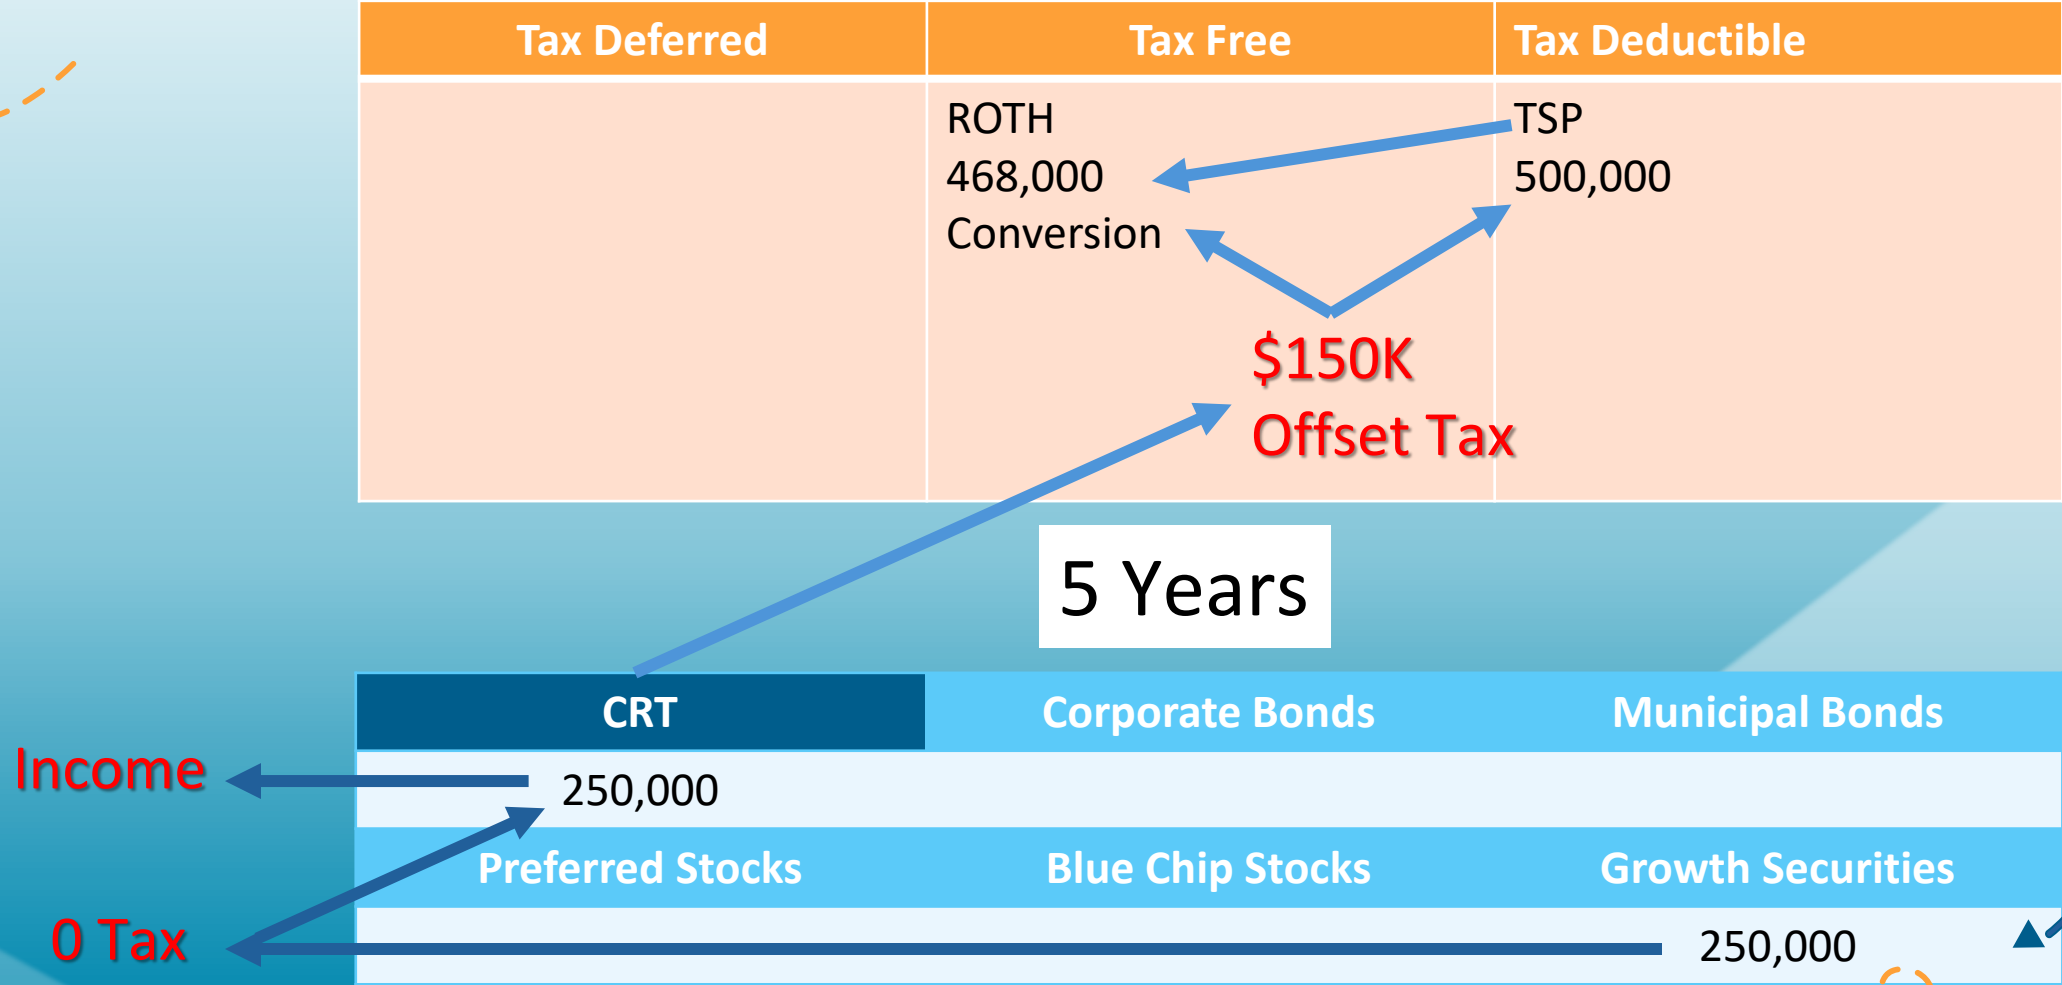 Tax Deferred
Tax Free
Tax Deductible
ROTH
468,000
Conversion
TSP
500,000
$150K
Offset Tax
5 Years
CRT
Corporate Bonds
Municipal Bonds
Income
250,000
Preferred Stocks
Blue Chip Stocks
Growth Securities
0 Tax
250,000